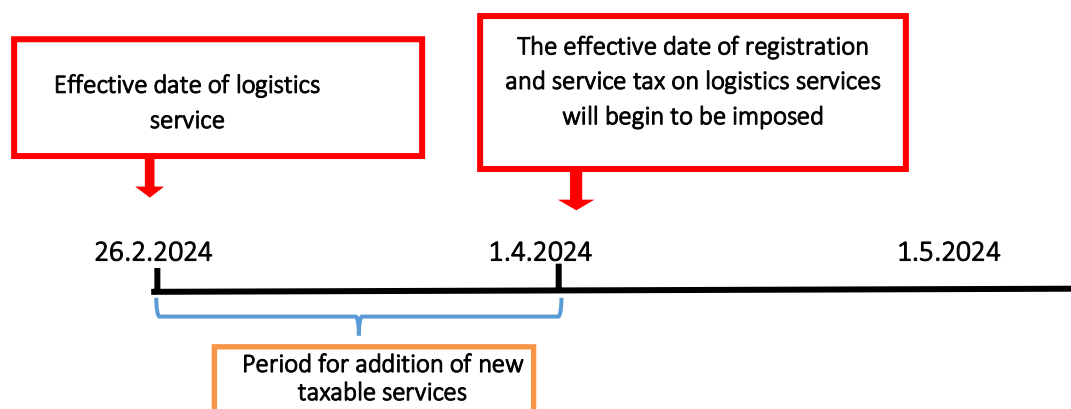 Effective date of logistics
service
The effective date of registration
and service tax on logistics services
will begin to be imposed
26.2.2024
1.4.2024
1.5.2024
Period for addition of new
taxable services